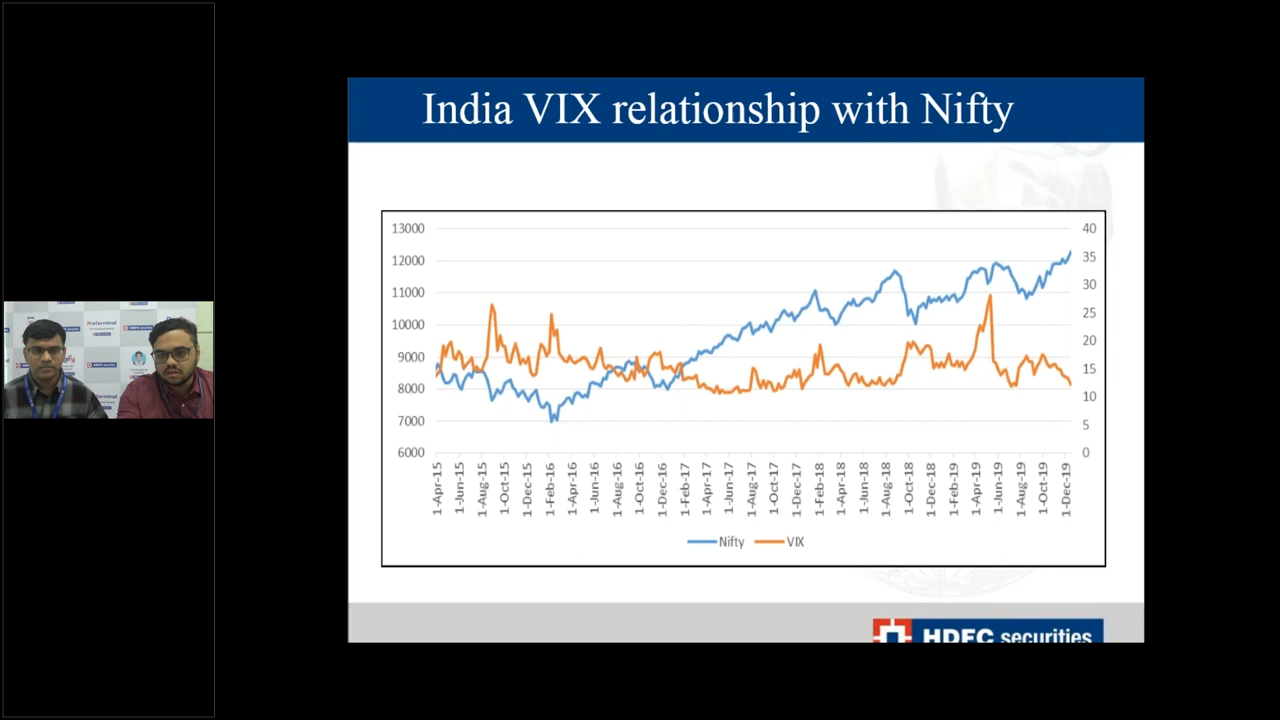 India VIX relationship with Nifty
13000
12000
11000
10000
9000
8000
7000
6000
40
35
30
25
20
15
10
5
0
1-Apr-15
1-Jun-15
1-Aug-15
1-Oct-15
1-Dec-15
1-Feb-16
1-Apr-16
1-Jun-16
1-Aug-16
1-Oct-16
1-Dec-16
1-Feb-17
1-Apr-17
1-Jun-17
1-Aug-17
1-Oct-17
1-Dec-17
1-Feb-18
1-Apr-18
1-Jun-18
1-Aug-18
1-Oct-18
1-Dec-18
1-Feb-19
1-Apr-19
1-Jun-19
1-Aug-19
1-Oct-19
1-Dec-19
Nifty VIX
HDFC securities
ProTerminal